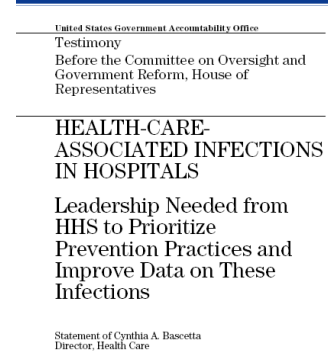 United States Government Accountability Office
Testimony
Before the Committee on Oversight and
Government Reform, House of
Representatives
HEALTH-CARE-
ASSOCIATED INFECTIONS
IN HOSPITALS
Leadership Needed from
HHS to Prioritize
Prevention Practices and
Improve Data on These
Infections
Statement of Cynthia A. Bascetta
Director, Health Care